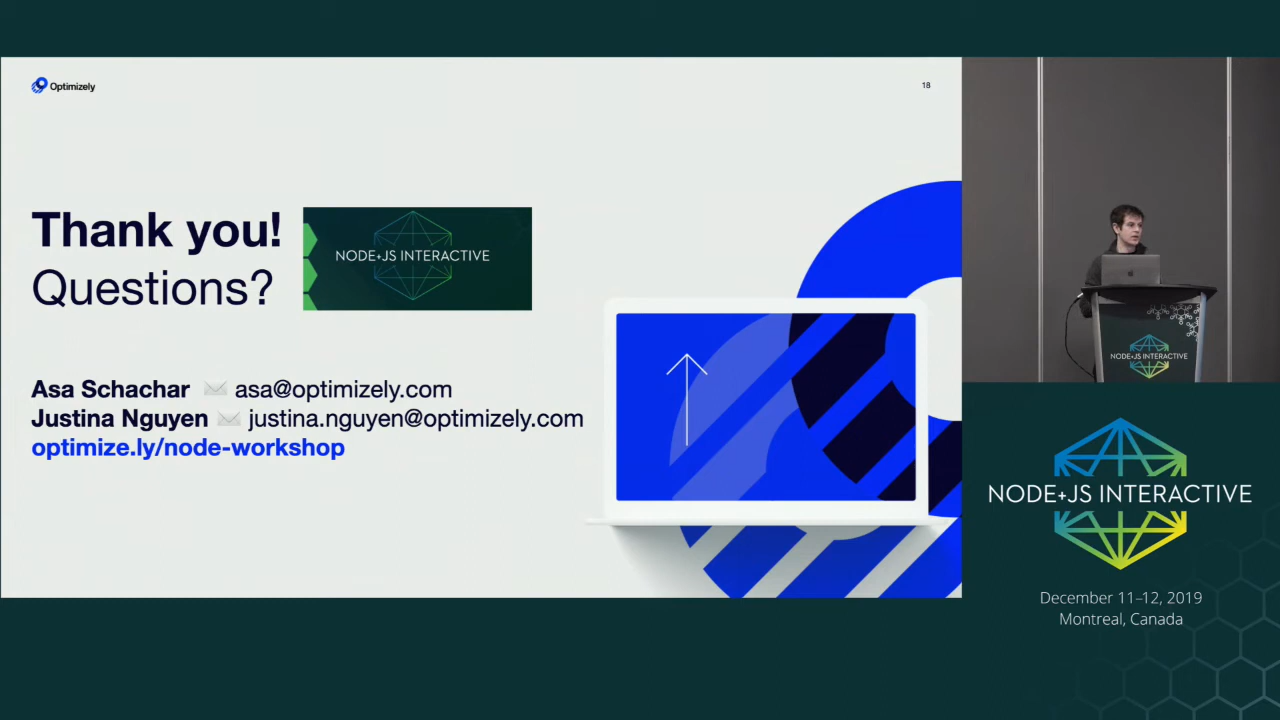 Optimizely
18
Thank you!
Questions?
NODE+JS INTERACTIVE
Asa Schachar asa@optimizely.com
Justina Nguyen justina.nguyen@optimizely.com
optimize.ly/node-workshop
NODE+JS INTERACTIVE
NODE+JS INTERACTIVE
December 11–12, 2019
Montreal, Canada